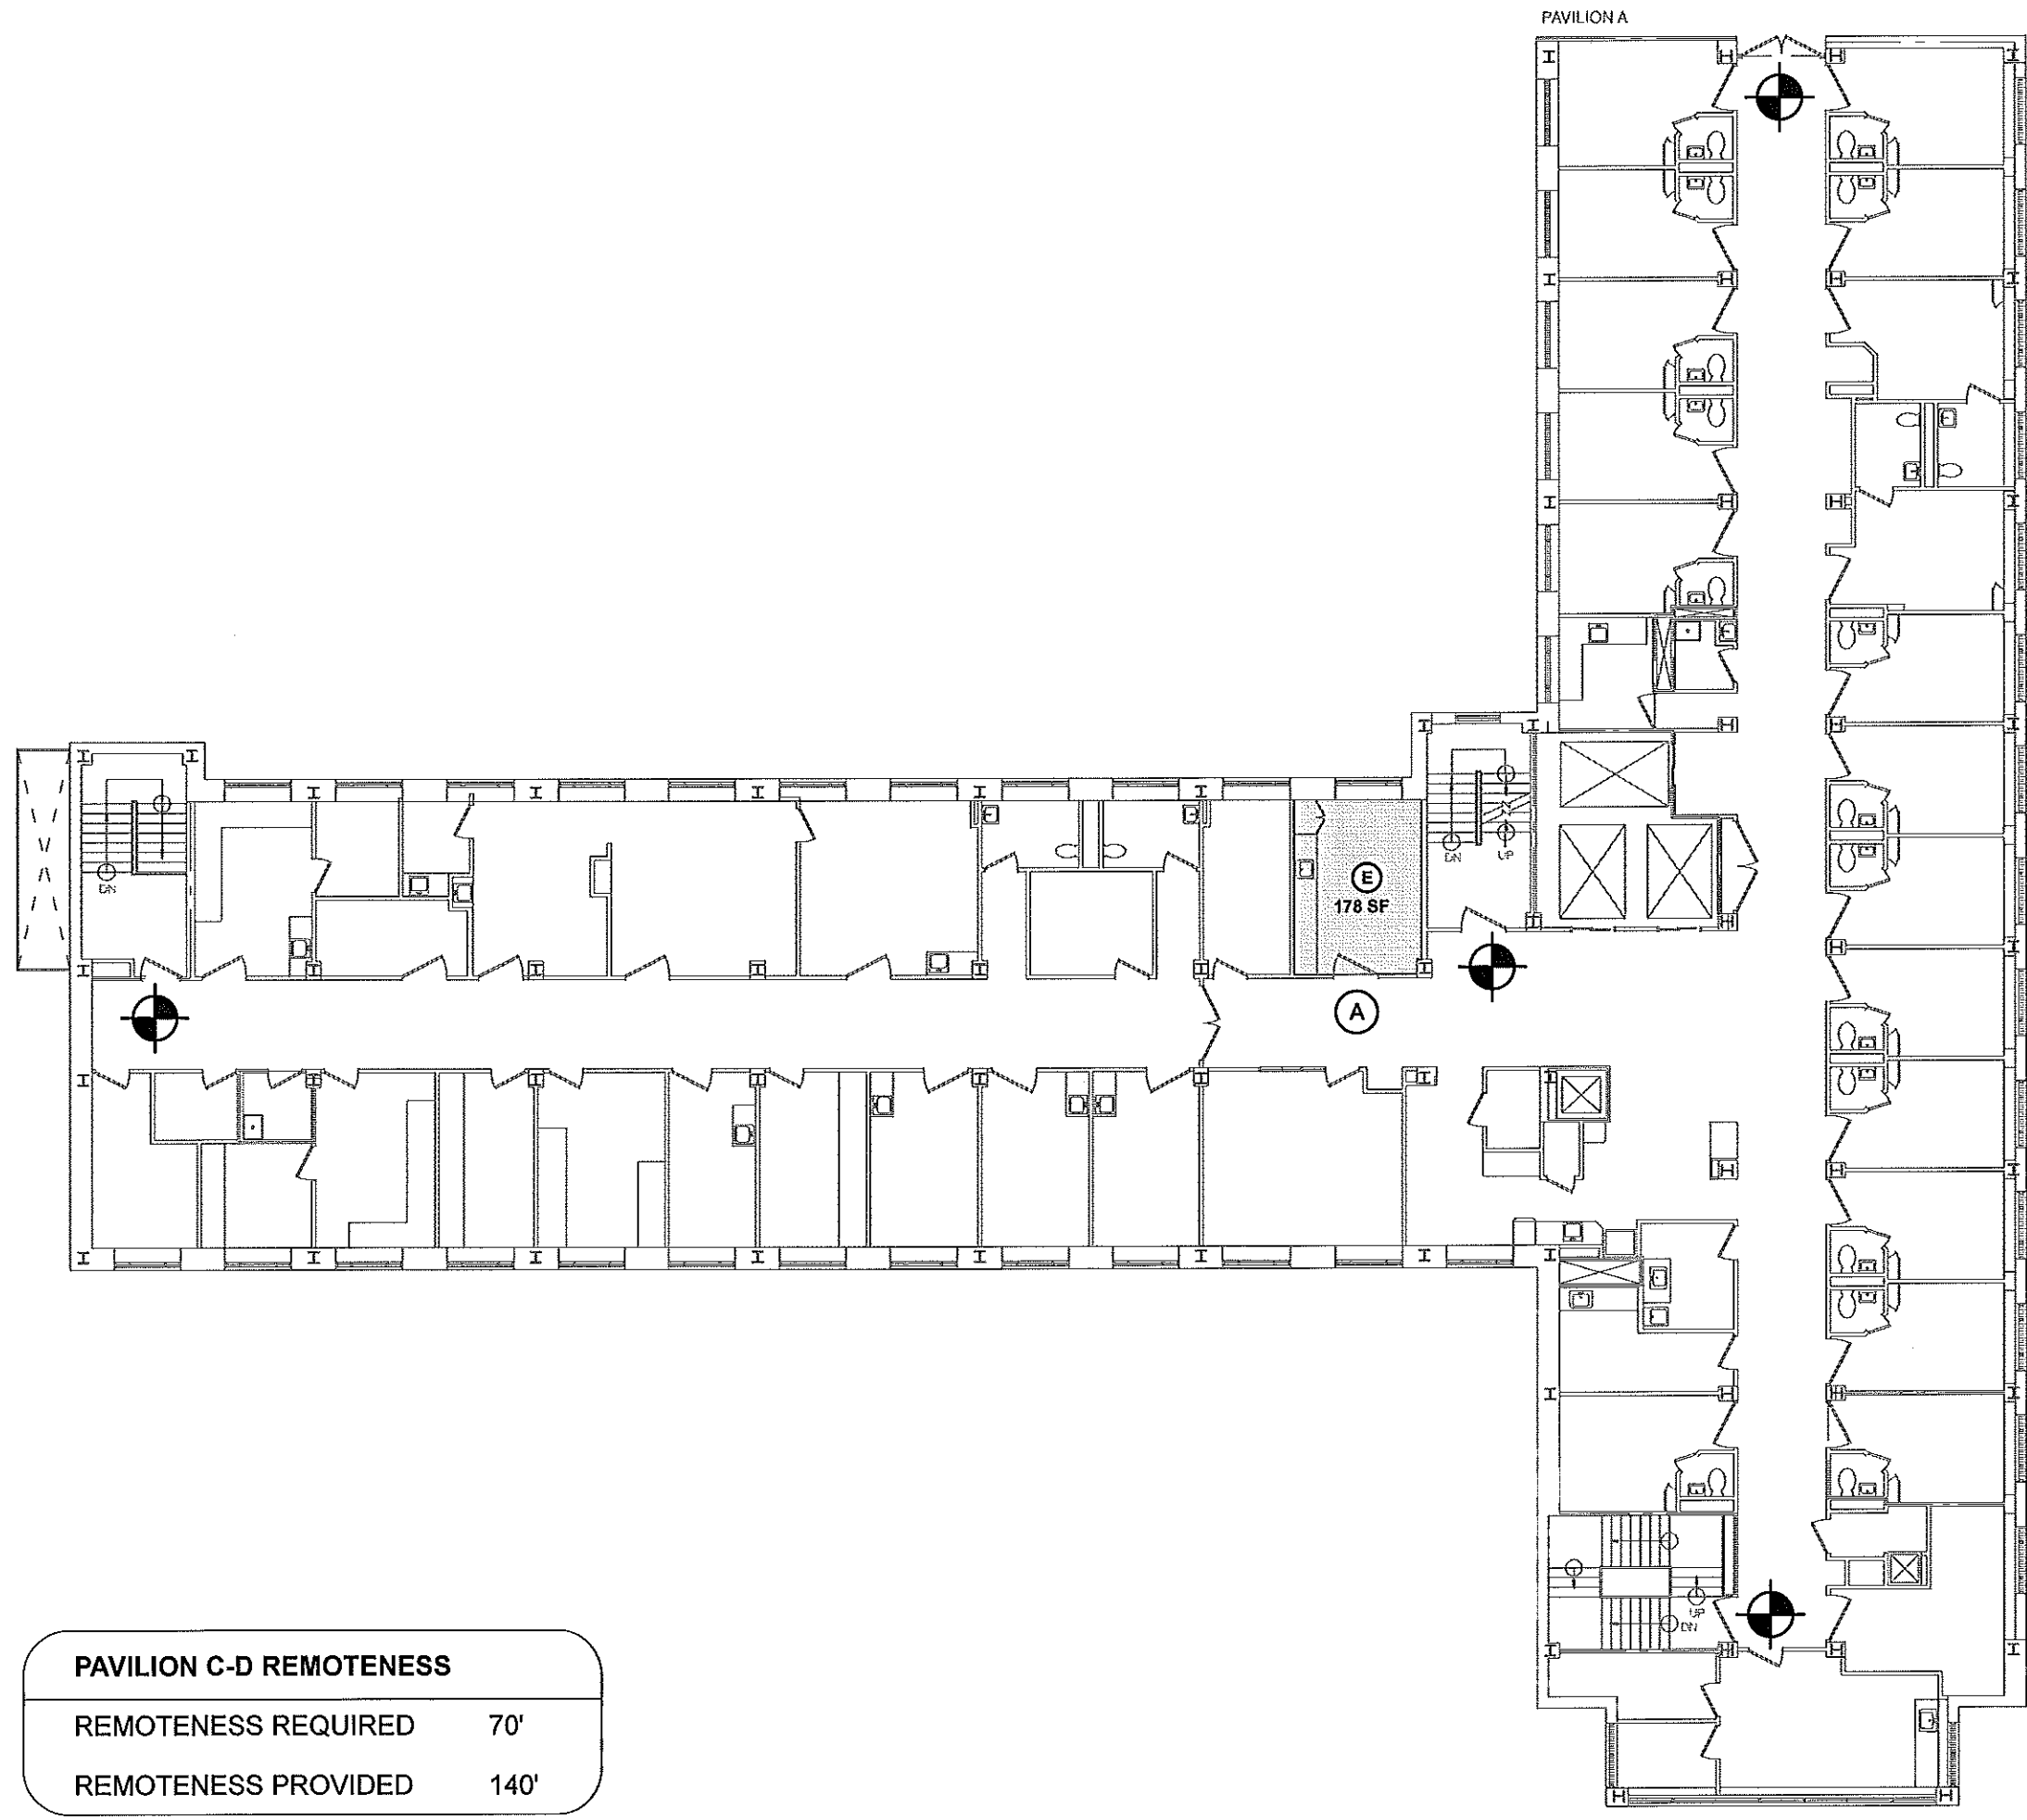 PAVILION A
DN
DN
UP
E
178 SF
A
UP
DN
PAVILION C-D REMOTENESS
REMOTENESS REQUIRED 70'
REMOTENESS PROVIDED 140'